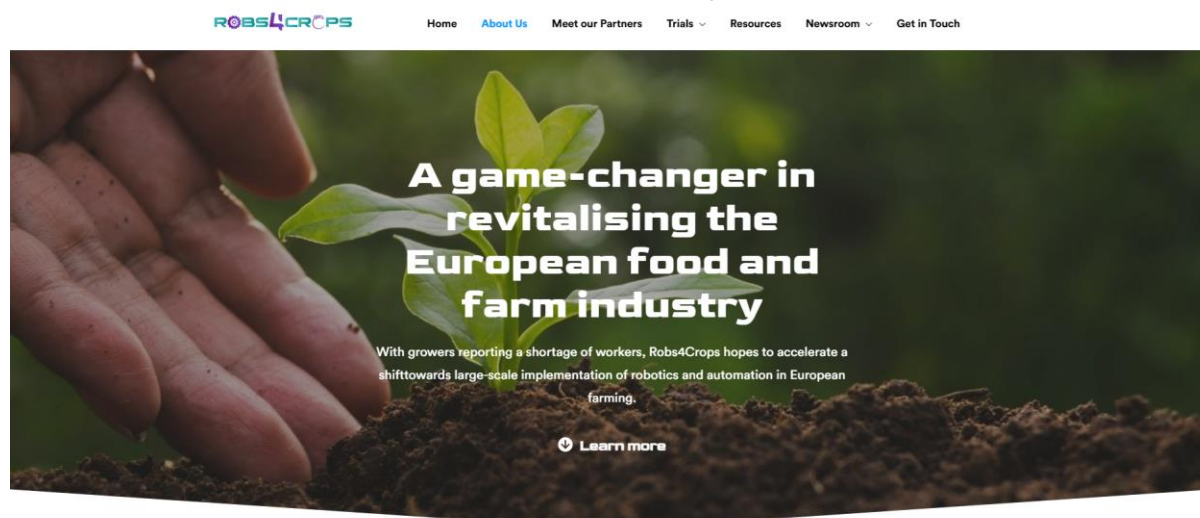 ROBS4CROPS
Home About Us Meet our Partners Trials Resources Newsroom Get in Touch
A game-changer in
revitalising the
European food and
farm industry
With growers reporting a shortage of workers, Robs4Crops hopes to accelerate a
shifttowards large-scale implementation of robotics and automation in European
farming.
Learn more